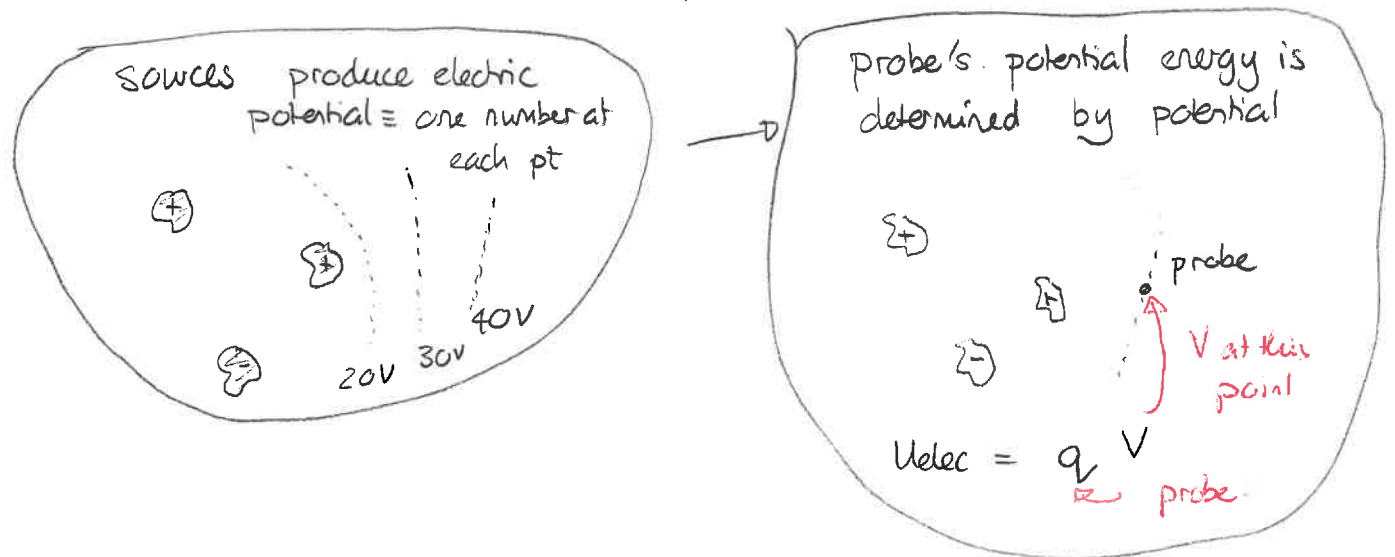 sources produce electric
potential ≡ one number at
each pt
+
+
-
20V
30V
40V
probe's potential energy is
determined by potential
+
+
-
probe
V at this
point
Uelec = q V
probe